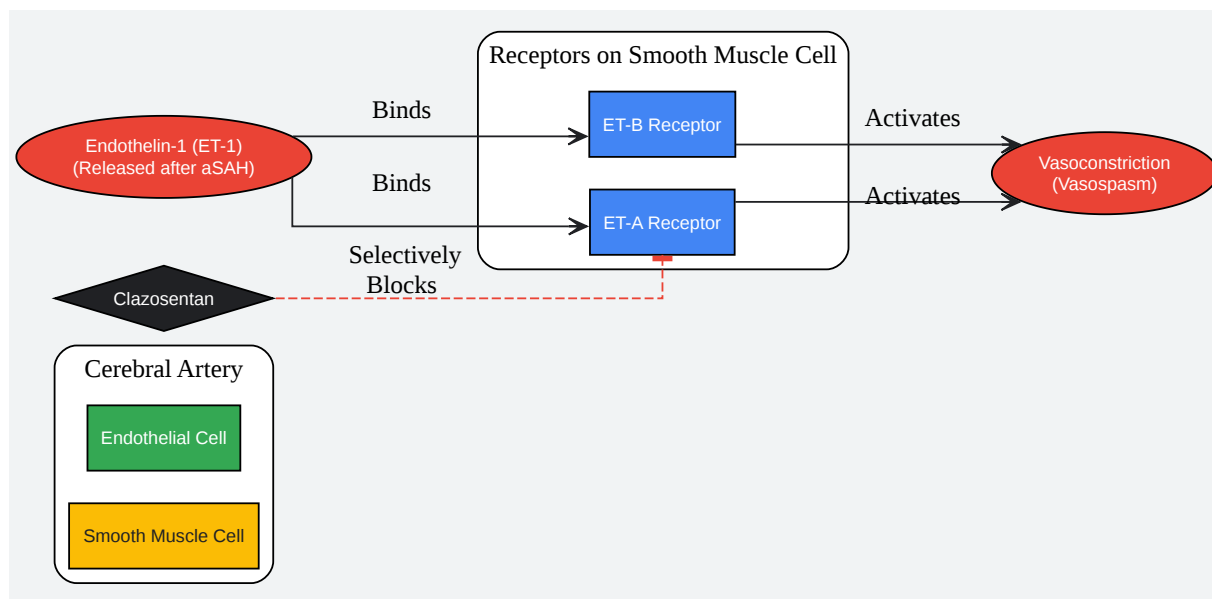 Receptors on Smooth Muscle Cell
Binds
ET-B Receptor
Activates
Endothelin-1 (ET-1)
(Released after aSAH)
Vasoconstriction
(Vasospasm)
Binds
ET-A Receptor
Activates
Selectively
Blocks
Clazosentan
Cerebral Artery
Endothelial Cell
Smooth Muscle Cell